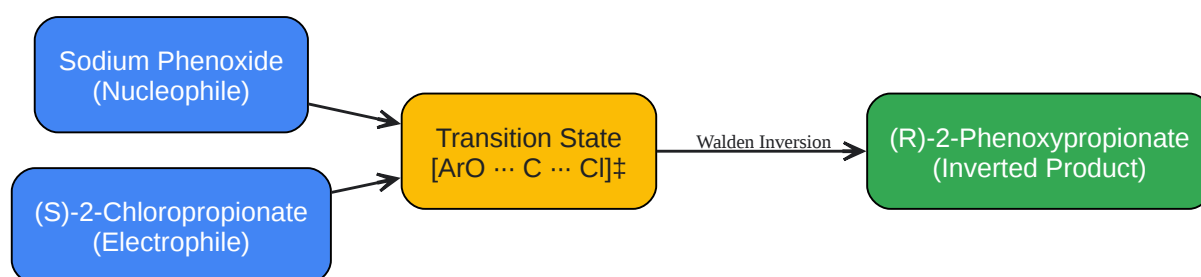 Sodium Phenoxide
(Nucleophile)
(S)-2-Chloropropionate
(Electrophile)
Transition State
[ArO ··· C ··· Cl]‡
Walden Inversion
(R)-2-Phenoxypropionate
(Inverted Product)